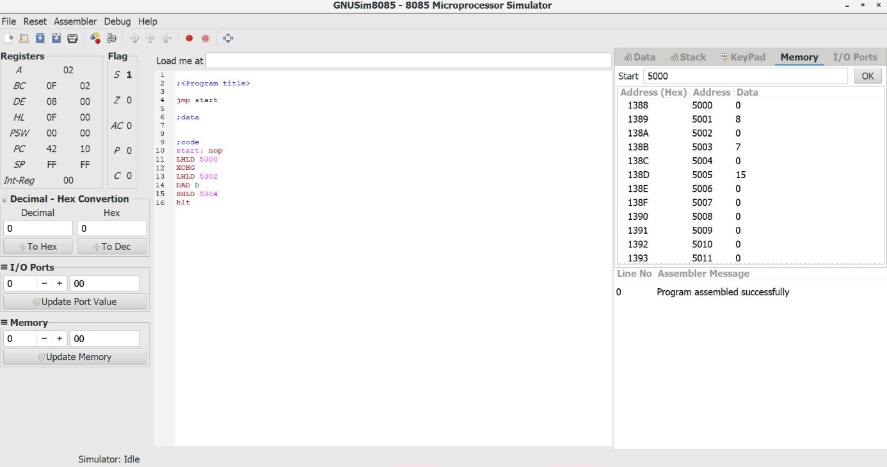 GNUSim8085 - 8085 Microprocessor Simulator
File Reset Assembler Debug Help
Registers
A 02
BC 0F 02
DE 08 00
HL 0F 00
PSW 00 00
PC 42 10
SP FF FF
Int-Reg 00
Flag
S 1
Z 0
AC 0
P 0
C 0
Decimal - Hex Convertion
Decimal Hex
0 0
To Hex To Dec
I/O Ports
0 - + 00
Update Port Value
Memory
0 - + 00
Update Memory
Simulator: Idle
Load me at
1
2 ;<Program title>
3
4 jmp start
5
6 ;data
7
8
9 ;code
10 start: nop
11 LHLD 5000
12 XCHG
13 LHLD 5002
14 DAD D
15 SHLD 5004
16 hlt
Data Stack KeyPad Memory I/O Ports
Start 5000 OK
Address (Hex) Address Data
1388 5000 0
1389 5001 8
138A 5002 0
138B 5003 7
138C 5004 0
138D 5005 15
138E 5006 0
138F 5007 0
1390 5008 0
1391 5009 0
1392 5010 0
1393 5011 0
Line No Assembler Message
0 Program assembled successfully